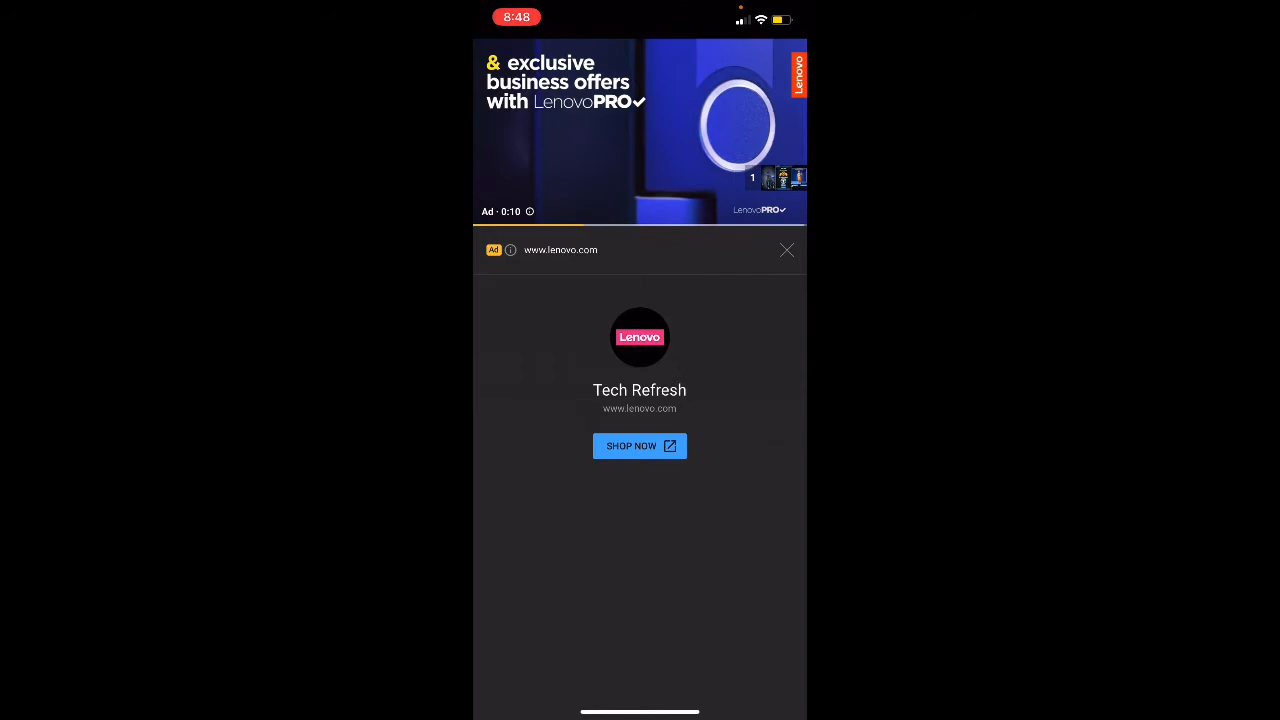 8:48
& exclusive
business offers
with LenovoPRO
Lenovo
1
Ad · 0:10
LenovoPRO
Ad www.lenovo.com
Lenovo
Tech Refresh
www.lenovo.com
SHOP NOW